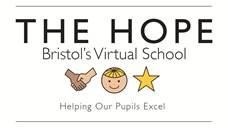 THE HOPE
Bristol's Virtual School
Helping Our Pupils Excel